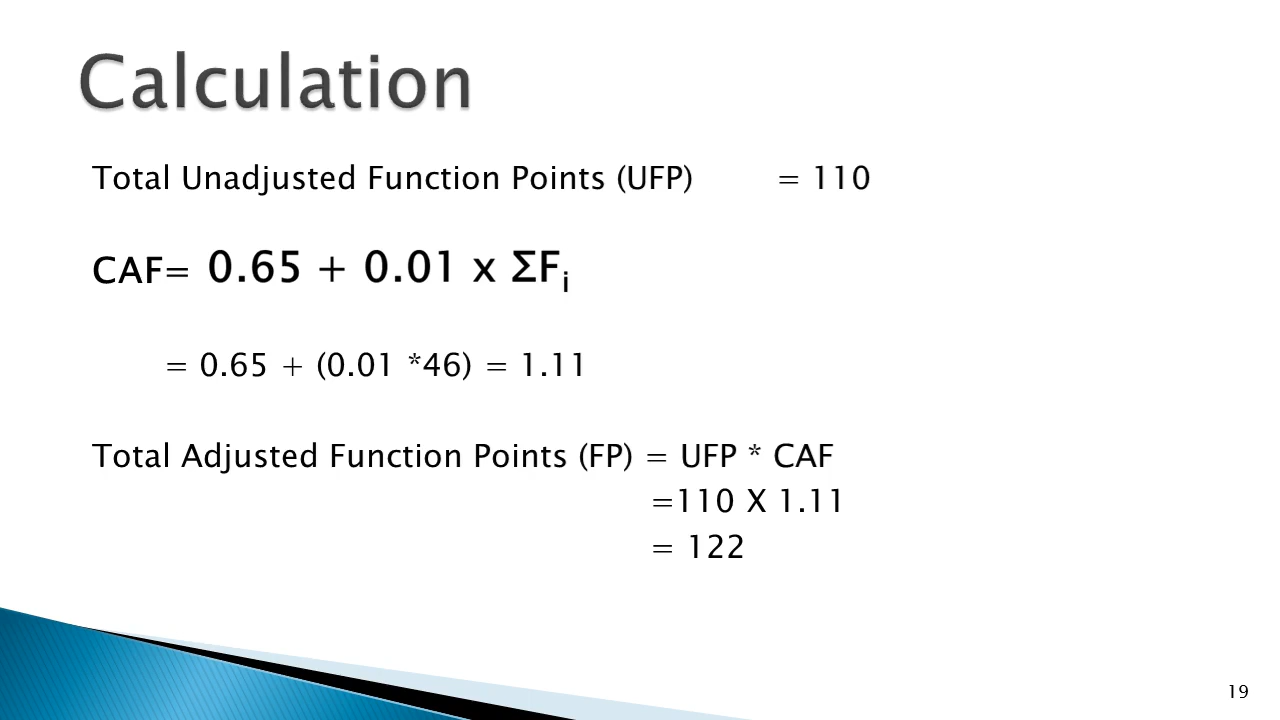 Calculation
Total Unadjusted Function Points (UFP) = 110
CAF= 0.65 + 0.01 x ΣFi
= 0.65 + (0.01 *46) = 1.11
Total Adjusted Function Points (FP) = UFP * CAF
=110 X 1.11
= 122
19